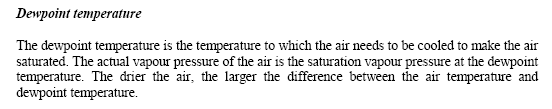 Dewpoint temperature
The dewpoint temperature is the temperature to which the air needs to be cooled to make the air
saturated. The actual vapour pressure of the air is the saturation vapour pressure at the dewpoint
temperature. The drier the air, the larger the difference between the air temperature and
dewpoint temperature.